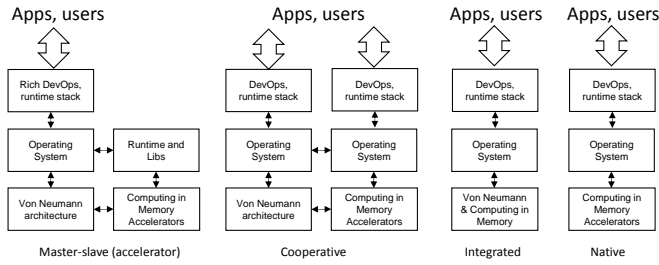 Apps, users
Apps, users
Apps, users
Apps, users
Rich DevOps,
runtime stack
DevOps,
runtime stack
DevOps,
runtime stack
DevOps,
runtime stack
DevOps,
runtime stack
Operating
System
Runtime and
Libs
Operating
System
Operating
System
Operating
System
Operating
System
Von Neumann
architecture
Computing in
Memory
Accelerators
Von Neumann
architecture
Computing in
Memory
Accelerators
Von Neumann
& Computing in
Memory
Computing in
Memory
Accelerators
Master-slave (accelerator)
Cooperative
Integrated
Native